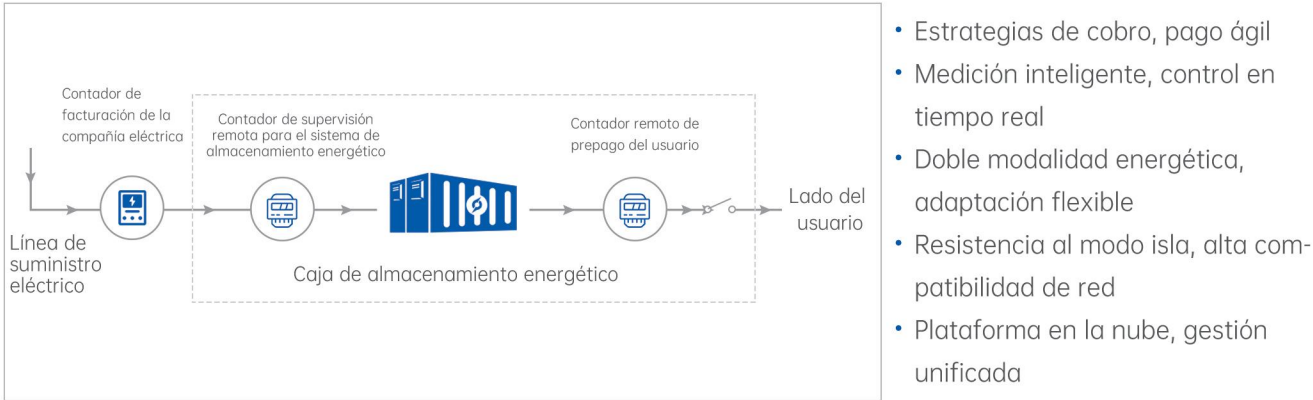 Contador de
facturación de la
compañía eléctrica
Contador de supervisión
remota para el sistema de
almacenamiento energético
Contador remoto de
prepago del usuario
Línea de
suministro
eléctrico
Caja de almacenamiento energético
Lado del
usuario
• Estrategias de cobro, pago ágil
• Medición inteligente, control en
tiempo real
• Doble modalidad energética,
adaptación flexible
• Resistencia al modo isla, alta com-
patibilidad de red
• Plataforma en la nube, gestión
unificada